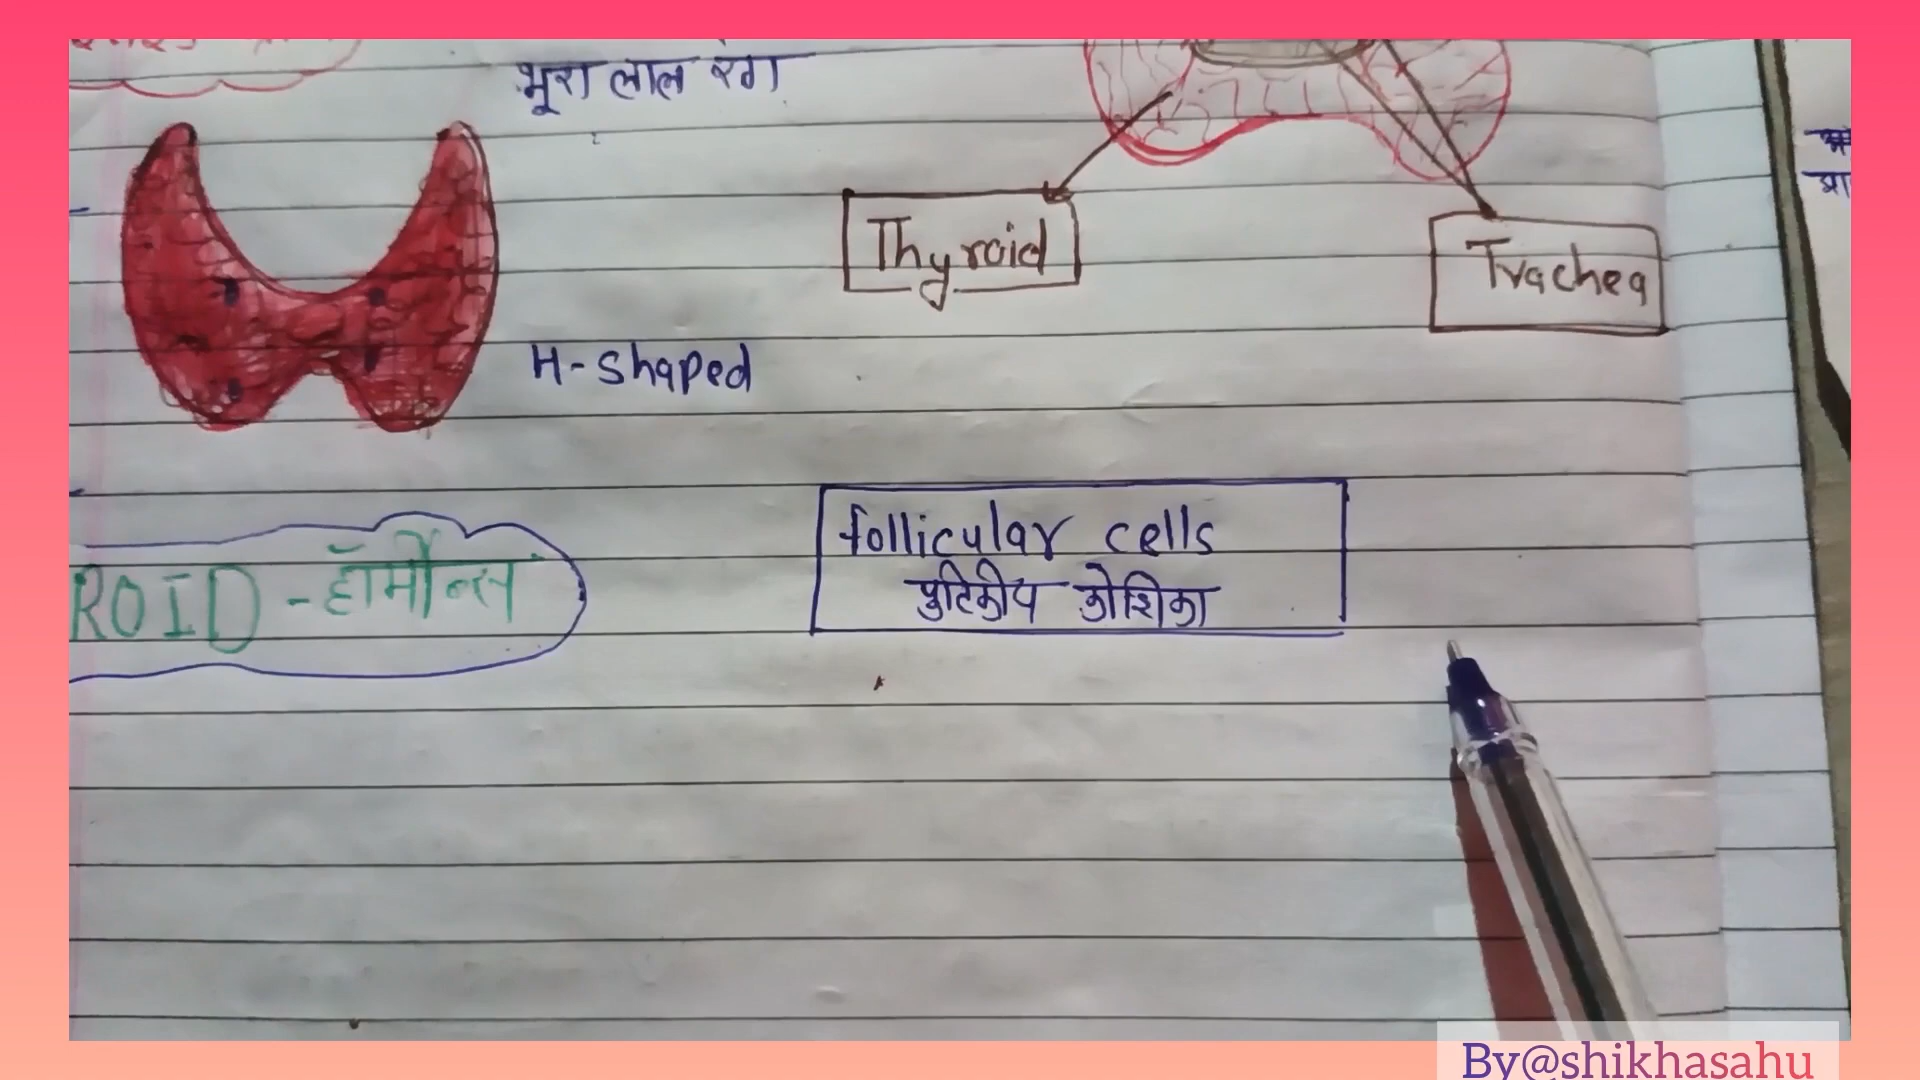 भूरा लाल रंग
Thyroid
Trachea
H-shaped
follicular cells
पुटिकीय कोशिका
ROID-हॉर्मोन्स
By@shikhasahu